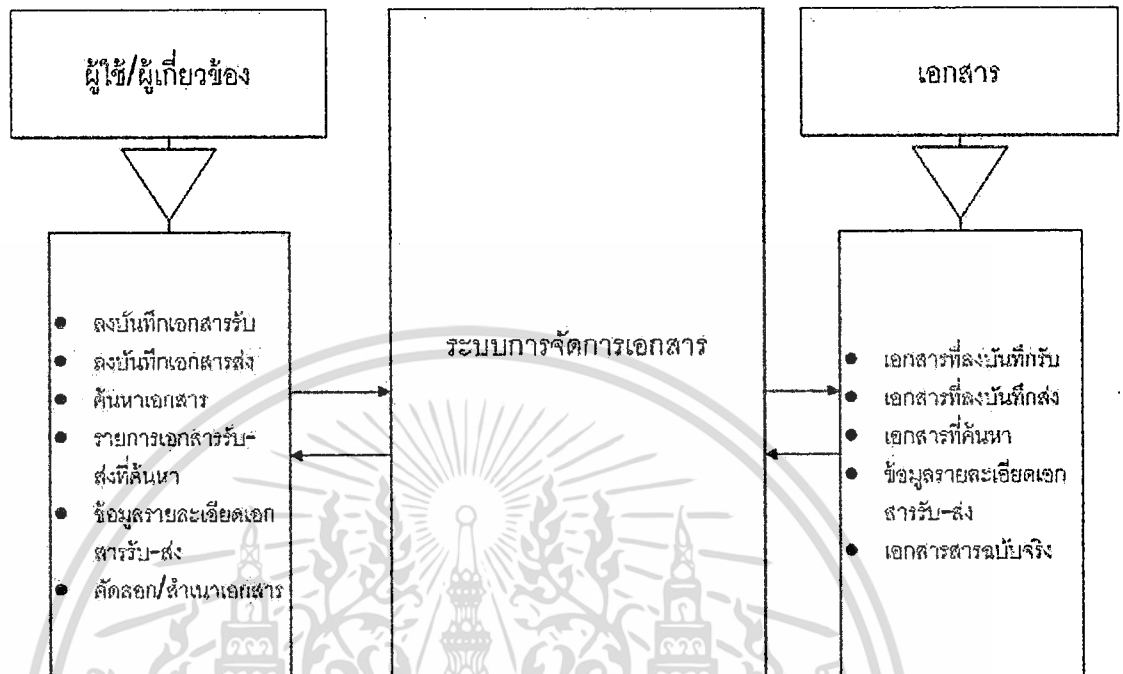 ผู้ใช้/ผู้เกี่ยวข้อง
ลงบันทึกเอกสารรับ
ลงบันทึกเอกสารส่ง
ค้นหาเอกสาร
รายการเอกสารรับ-
ส่งที่ค้นหา
ข้อมูลรายละเอียดเอก
สารรับ-ส่ง
คัดลอก/สำเนาเอกสาร
ระบบการจัดการเอกสาร
เอกสาร
เอกสารที่ลงบันทึกรับ
เอกสารที่ลงบันทึกส่ง
เอกสารที่ค้นหา
ข้อมูลรายละเอียดเอก
สารรับ-ส่ง
เอกสารสารฉบับจริง